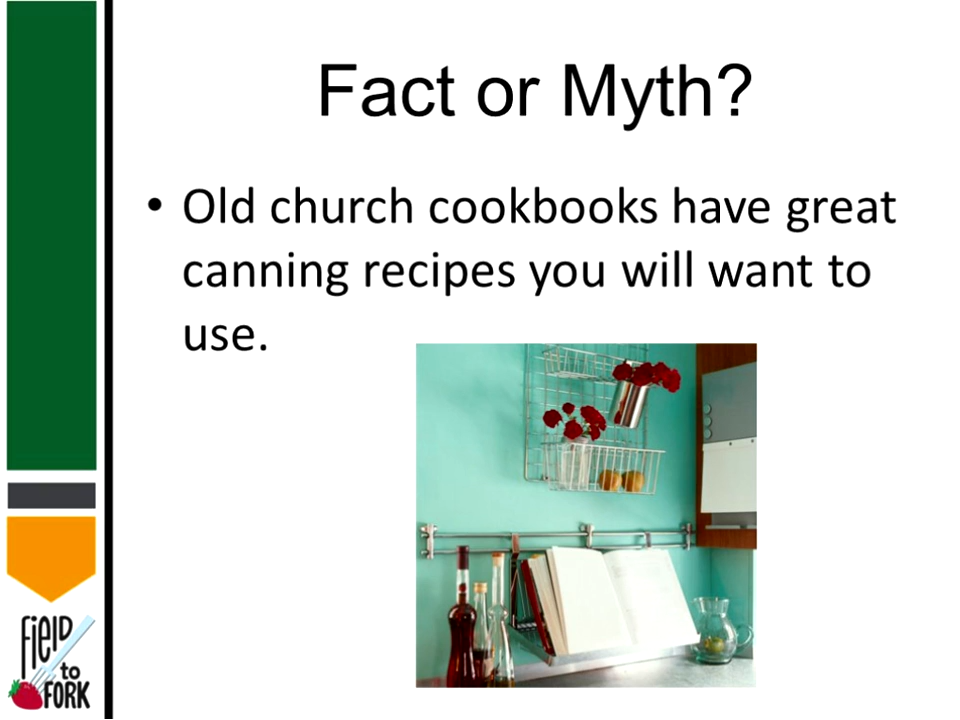 Fact or Myth?
• Old church cookbooks have great
canning recipes you will want to
use.
FiELD
to
FORK